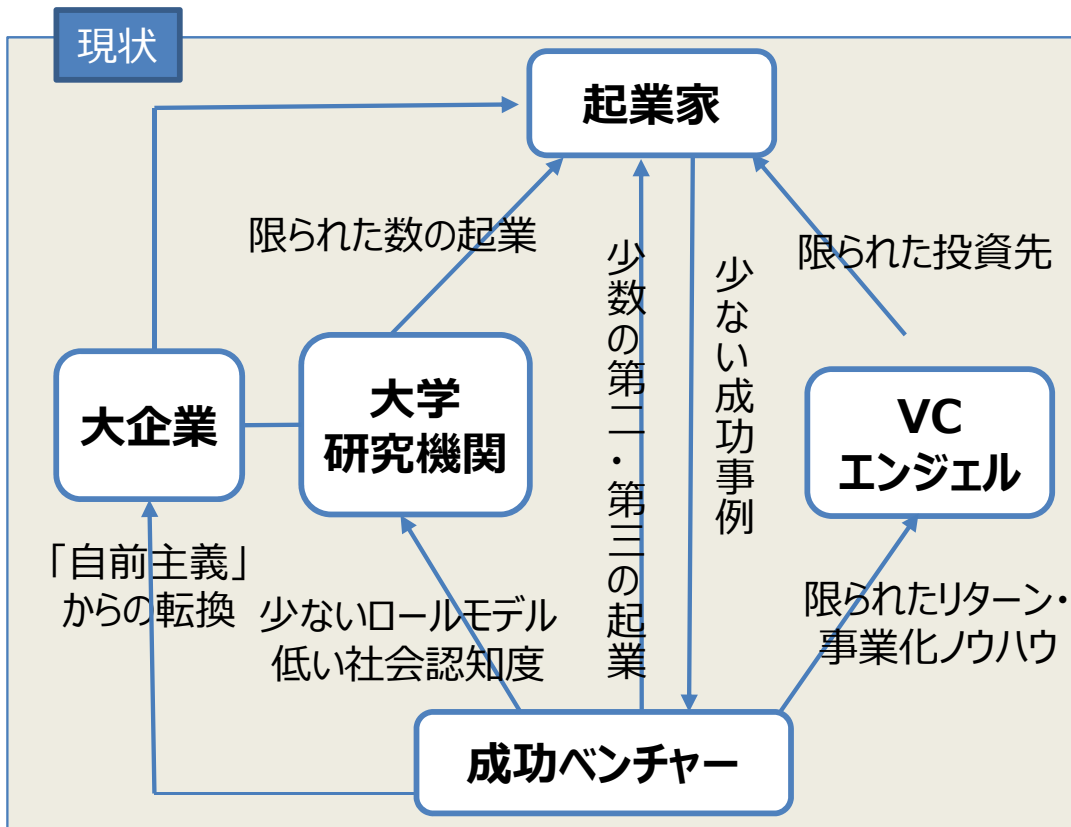 現状
起業家
限られた数の起業
少数の第二・第三の起業
少ない成功事例
限られた投資先
大企業
大学
研究機関
VC
エンジェル
「自前主義」
からの転換
少ないロールモデル
低い社会認知度
限られたリターン・
事業化ノウハウ
成功ベンチャー